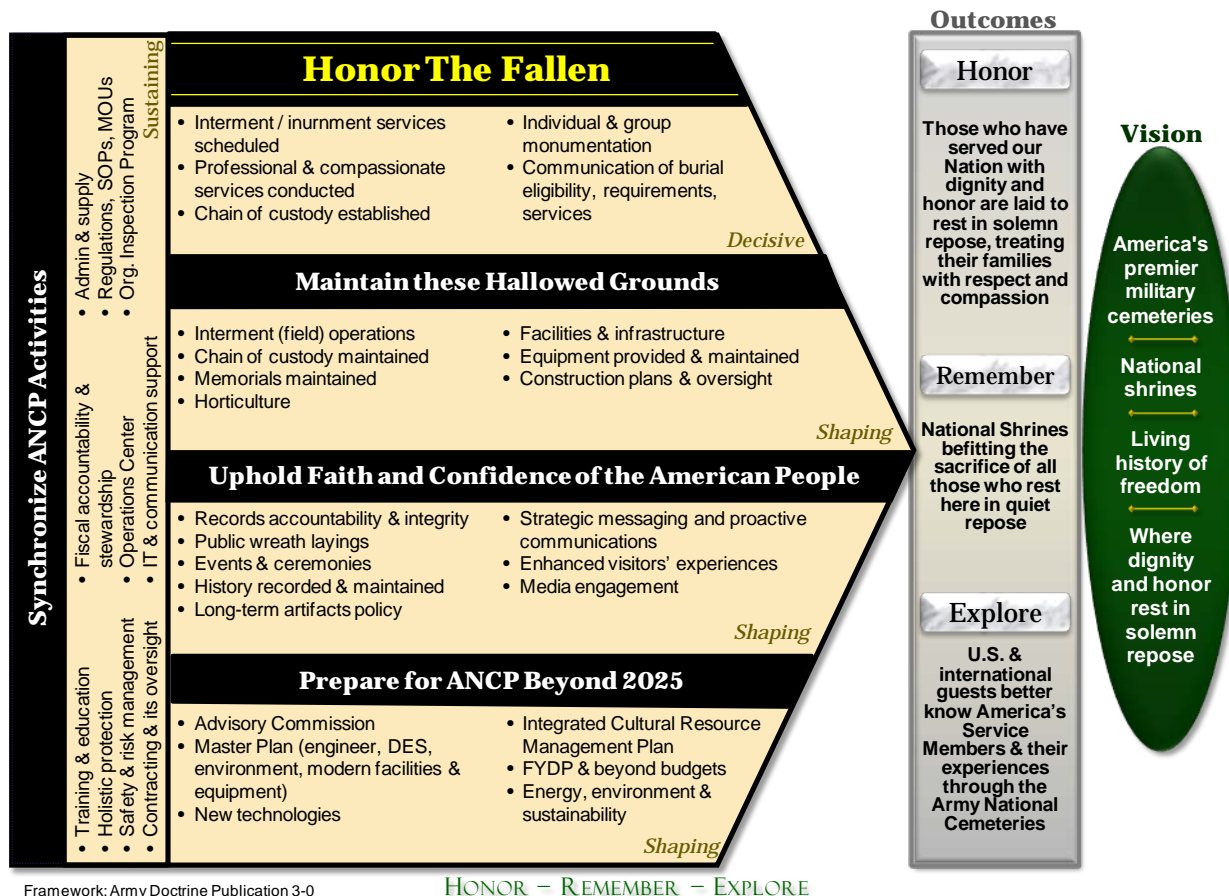 Synchronize ANCP Activities
Sustaining
• Admin & supply
• Regulations, SOPs, MOUs
• Org. Inspection Program
• Fiscal accountability &
stewardship
• Operations Center
• IT & communication support
• Training & education
• Holistic protection
• Safety & risk management
• Contracting & its oversight
Honor The Fallen
• Interment / inurnment services
scheduled
• Professional & compassionate
services conducted
• Chain of custody established
• Individual & group
monumentation
• Communication of burial
eligibility, requirements,
services
Decisive
Maintain these Hallowed Grounds
• Interment (field) operations
• Chain of custody maintained
• Memorials maintained
• Horticulture
• Facilities & infrastructure
• Equipment provided & maintained
• Construction plans & oversight
Shaping
Uphold Faith and Confidence of the American People
• Records accountability & integrity
• Public wreath layings
• Events & ceremonies
• History recorded & maintained
• Long-term artifacts policy
• Strategic messaging and proactive
communications
• Enhanced visitors' experiences
• Media engagement
Shaping
Prepare for ANCP Beyond 2025
• Advisory Commission
• Master Plan (engineer, DES,
environment, modern facilities &
equipment)
• New technologies
• Integrated Cultural Resource
Management Plan
• FYDP & beyond budgets
• Energy, environment &
sustainability
Shaping
Outcomes
Honor
Those who have
served our
Nation with
dignity and
honor are laid to
rest in solemn
repose, treating
their families
with respect and
compassion
Remember
National Shrines
befitting the
sacrifice of all
those who rest
here in quiet
repose
Explore
U.S. &
international
guests better
know America's
Service
Members & their
experiences
through the
Army National
Cemeteries
Vision
America's
premier
military
cemeteries
National
shrines
Living
history of
freedom
Where
dignity
and honor
rest in
solemn
repose
Framework: Army Doctrine Publication 3-0
HONOR – REMEMBER – EXPLORE